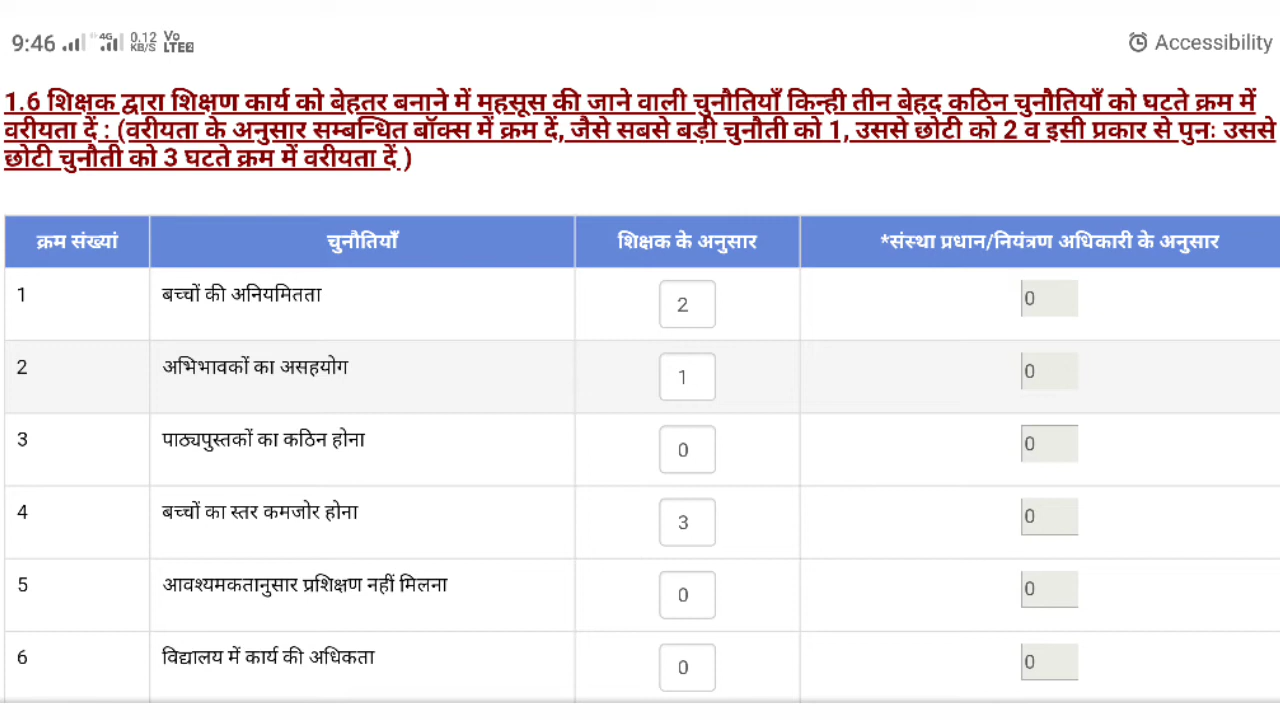 9:46 4G 0.12 KB/S Vo LTE2 Accessibility
1.6 शिक्षक द्वारा शिक्षण कार्य को बेहतर बनाने में महसूस की जाने वाली चुनौतियाँ किन्ही तीन बेहद कठिन चुनौतियाँ को घटते क्रम में
वरीयता दें : (वरीयता के अनुसार सम्बन्धित बॉक्स में क्रम दें, जैसे सबसे बड़ी चुनौती को 1, उससे छोटी को 2 व इसी प्रकार से पुनः उससे
छोटी चुनौती को 3 घटते क्रम में वरीयता दें )
क्रम संख्यां चुनौतियाँ शिक्षक के अनुसार *संस्था प्रधान/नियंत्रण अधिकारी के अनुसार
1 बच्चों की अनियमितता 2 0
2 अभिभावकों का असहयोग 1 0
3 पाठ्यपुस्तकों का कठिन होना 0 0
4 बच्चों का स्तर कमजोर होना 3 0
5 आवश्यमकतानुसार प्रशिक्षण नहीं मिलना 0 0
6 विद्यालय में कार्य की अधिकता 0 0